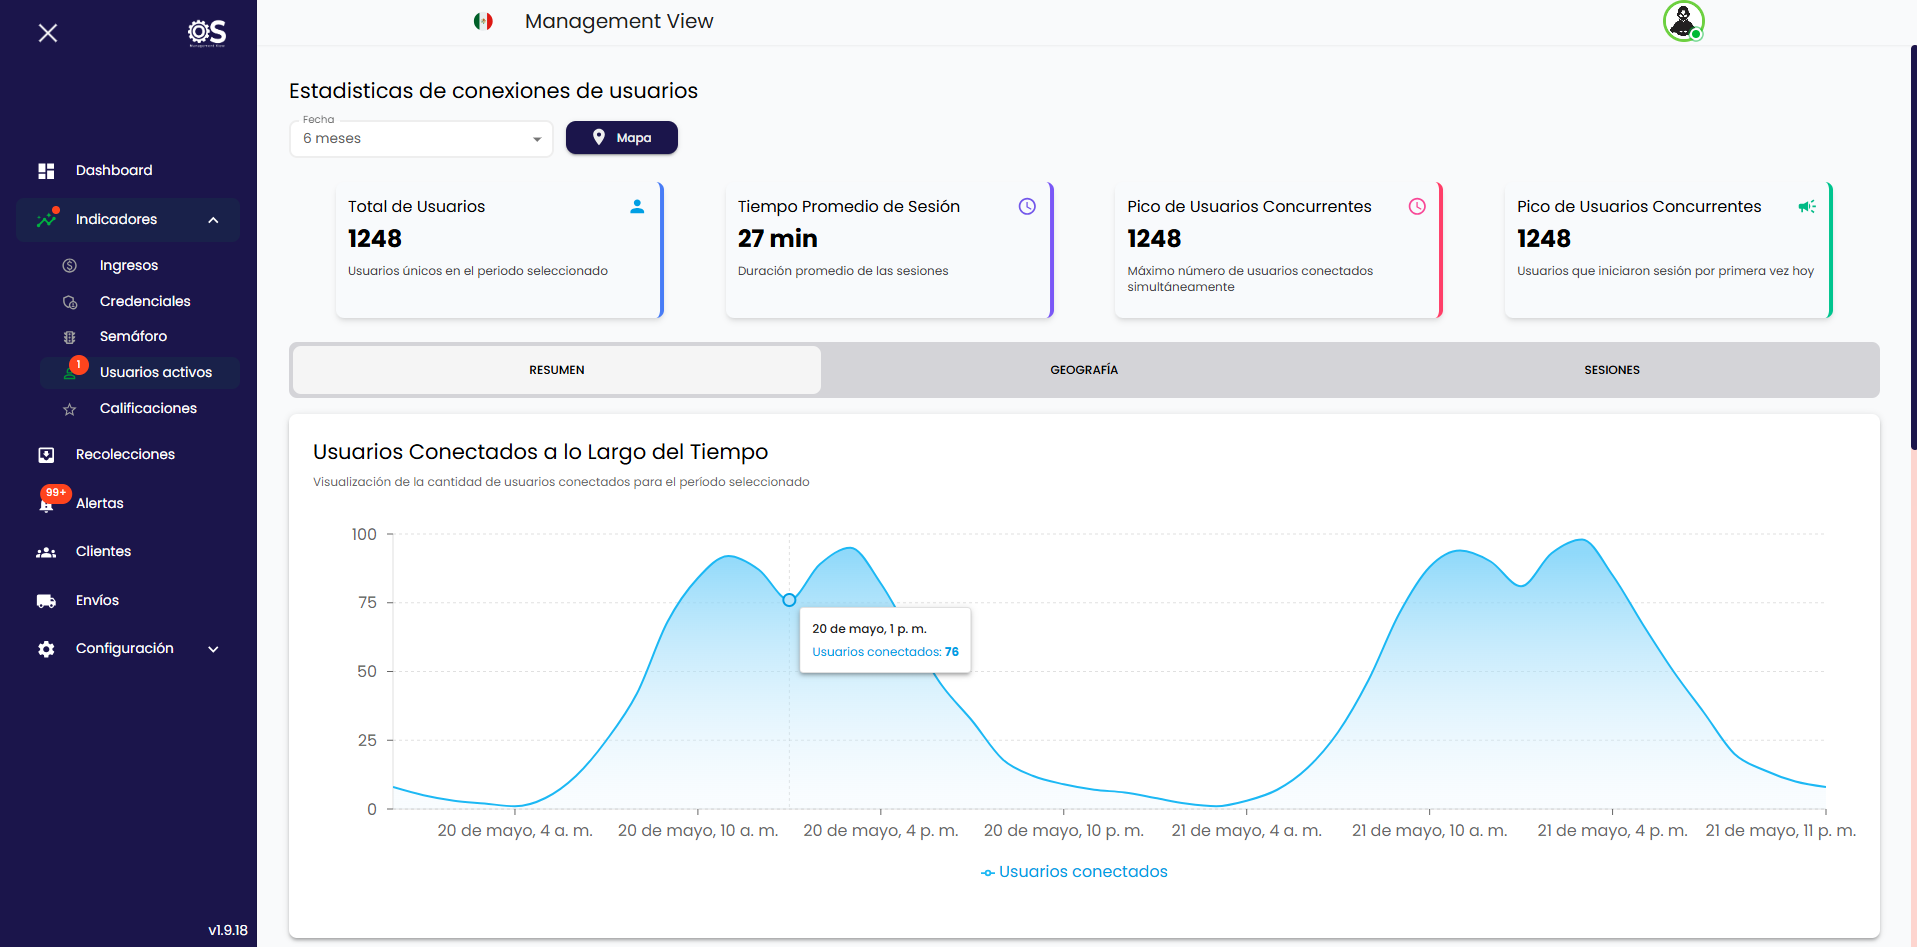 OS
Management View
Management View
Dashboard
Indicadores
Ingresos
Credenciales
Semáforo
1
Usuarios activos
Calificaciones
Recolecciones
99+
Alertas
Clientes
Envíos
Configuración
v1.9.18
Estadisticas de conexiones de usuarios
Fecha
6 meses
Mapa
Total de Usuarios
1248
Usuarios únicos en el periodo seleccionado
Tiempo Promedio de Sesión
27 min
Duración promedio de las sesiones
Pico de Usuarios Concurrentes
1248
Máximo número de usuarios conectados
simultáneamente
Pico de Usuarios Concurrentes
1248
Usuarios que iniciaron sesión por primera vez hoy
RESUMEN
GEOGRAFÍA
SESIONES
Usuarios Conectados a lo Largo del Tiempo
Visualización de la cantidad de usuarios conectados para el período seleccionado
100
75
50
25
0
20 de mayo, 1 p. m.
Usuarios conectados: 76
20 de mayo, 4 a. m.
20 de mayo, 10 a. m.
20 de mayo, 4 p. m.
20 de mayo, 10 p. m.
21 de mayo, 4 a. m.
21 de mayo, 10 a. m.
21 de mayo, 4 p. m.
21 de mayo, 11 p. m.
Usuarios conectados